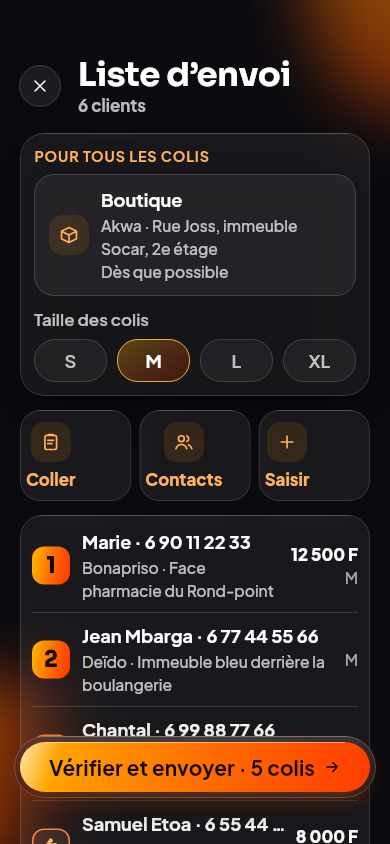 Liste d’envoi
6 clients
POUR TOUS LES COLIS
Boutique
Akwa · Rue Joss, immeuble
Socar, 2e étage
Dès que possible
Taille des colis
S M L XL
Coller Contacts Saisir
1 Marie · 6 90 11 22 33 12 500 F
Bonapriso · Face M
pharmacie du Rond-point
2 Jean Mbarga · 6 77 44 55 66
Deïdo · Immeuble bleu derrière la M
boulangerie
Chantal · 6 99 88 77 66
Vérifier et envoyer · 5 colis →
Samuel Etoa · 6 55 44 … 8 000 F